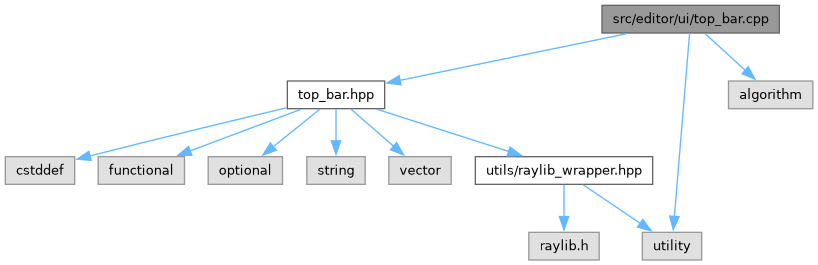 src/editor/ui/top_bar.cpp
top_bar.hpp
algorithm
cstddef
functional
optional
string
vector
utils/raylib_wrapper.hpp
raylib.h
utility